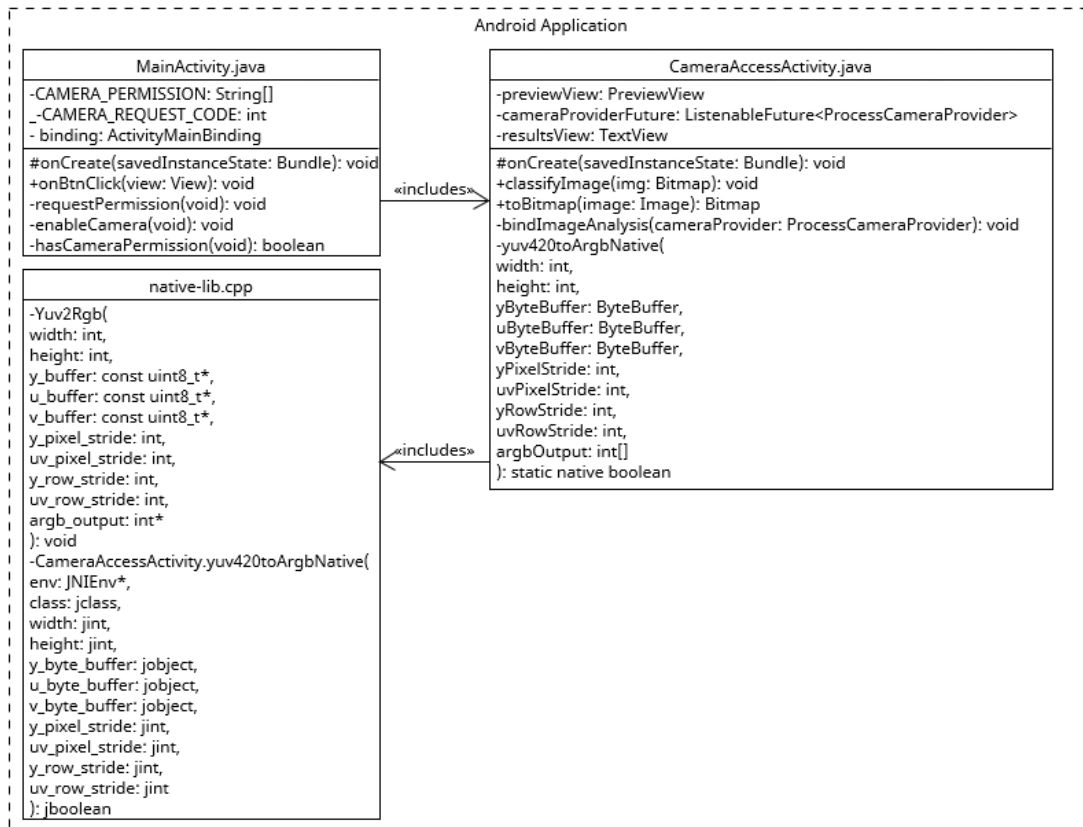 Android Application
MainActivity.java
-CAMERA_PERMISSION: String[]
_-CAMERA_REQUEST_CODE: int
- binding: ActivityMainBinding
#onCreate(savedInstanceState: Bundle): void
+onBtnClick(view: View): void
-requestPermission(void): void
-enableCamera(void): void
-hasCameraPermission(void): boolean
«includes»
CameraAccessActivity.java
-previewView: PreviewView
-cameraProviderFuture: ListenableFuture<ProcessCameraProvider>
-resultsView: TextView
#onCreate(savedInstanceState: Bundle): void
+classifyImage(img: Bitmap): void
+toBitmap(image: Image): Bitmap
-bindImageAnalysis(cameraProvider: ProcessCameraProvider): void
-yuv420toArgbNative(
width: int,
height: int,
yByteBuffer: ByteBuffer,
uByteBuffer: ByteBuffer,
vByteBuffer: ByteBuffer,
yPixelStride: int,
uvPixelStride: int,
yRowStride: int,
uvRowStride: int,
argbOutput: int[]
): static native boolean
«includes»
native-lib.cpp
-Yuv2Rgb(
width: int,
height: int,
y_buffer: const uint8_t*,
u_buffer: const uint8_t*,
v_buffer: const uint8_t*,
y_pixel_stride: int,
uv_pixel_stride: int,
y_row_stride: int,
uv_row_stride: int,
argb_output: int*
): void
-CameraAccessActivity.yuv420toArgbNative(
env: JNIEnv*,
class: jclass,
width: jint,
height: jint,
y_byte_buffer: jobject,
u_byte_buffer: jobject,
v_byte_buffer: jobject,
y_pixel_stride: jint,
uv_pixel_stride: jint,
y_row_stride: jint,
uv_row_stride: jint
): jboolean